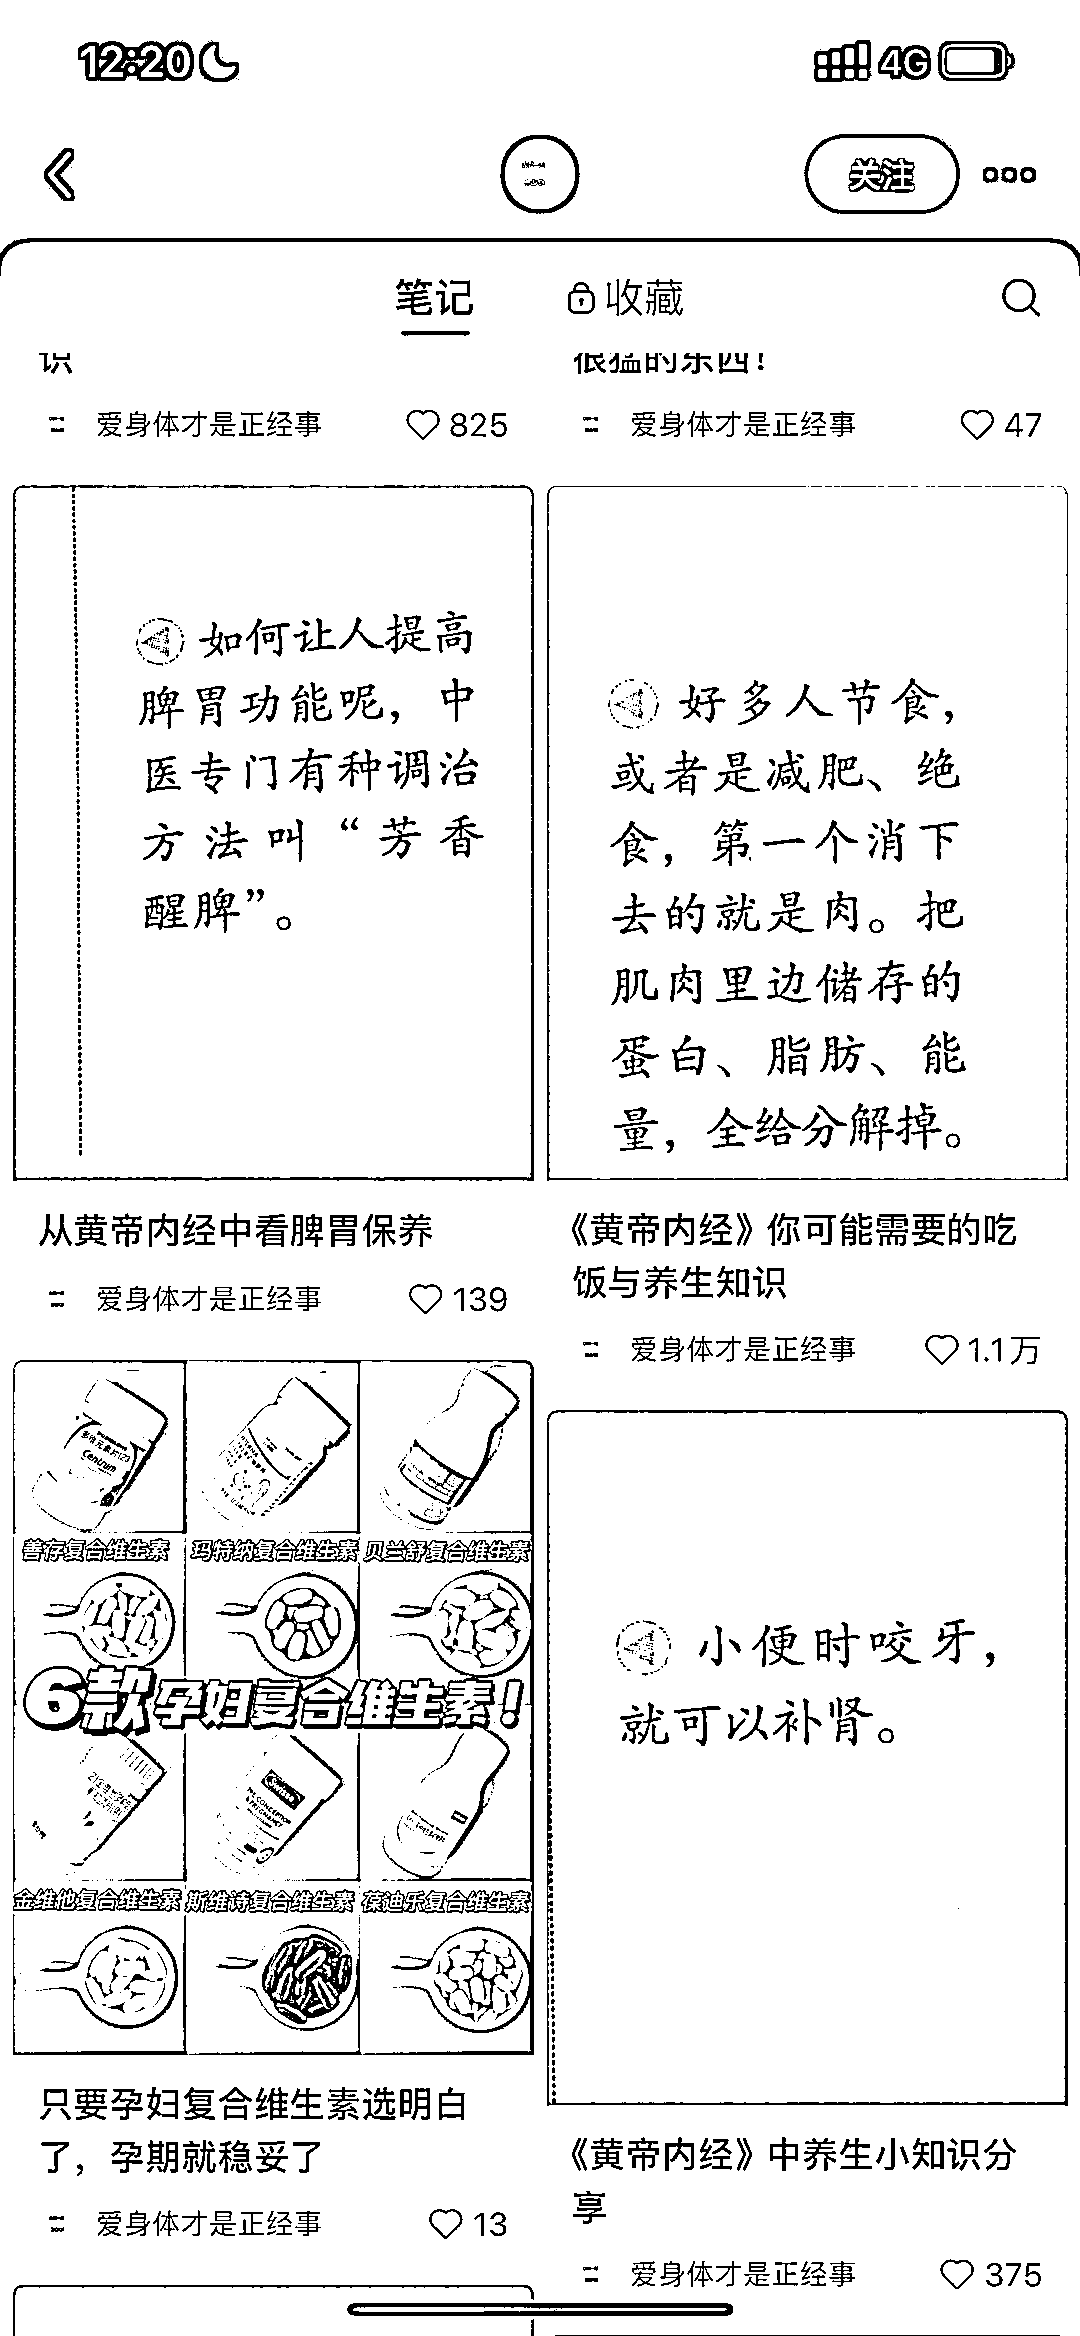 12:20
4G
关注
笔记
收藏
识
很猛的东西！
爱身体才是正经事
825
爱身体才是正经事
47
如何让人提高
脾胃功能呢，中
医专门有种调治
方法叫“芳香
醒脾”。
从黄帝内经中看脾胃保养
爱身体才是正经事
139
好多人节食，
或者是减肥、绝
食，第一个消下
去的就是肉。把
肌肉里边储存的
蛋白、脂肪、能
量，全给分解掉。
《黄帝内经》你可能需要的吃
饭与养生知识
爱身体才是正经事
1.1万
Centrum
善存复合维生素
玛特纳复合维生素
贝兰舒复合维生素
6款孕妇复合维生素！
Swisse
金维他复合维生素
斯维诗复合维生素
葆迪乐复合维生素
只要孕妇复合维生素选明白
了，孕期就稳妥了
爱身体才是正经事
13
小便时咬牙，
就可以补肾。
《黄帝内经》中养生小知识分
享
爱身体才是正经事
375